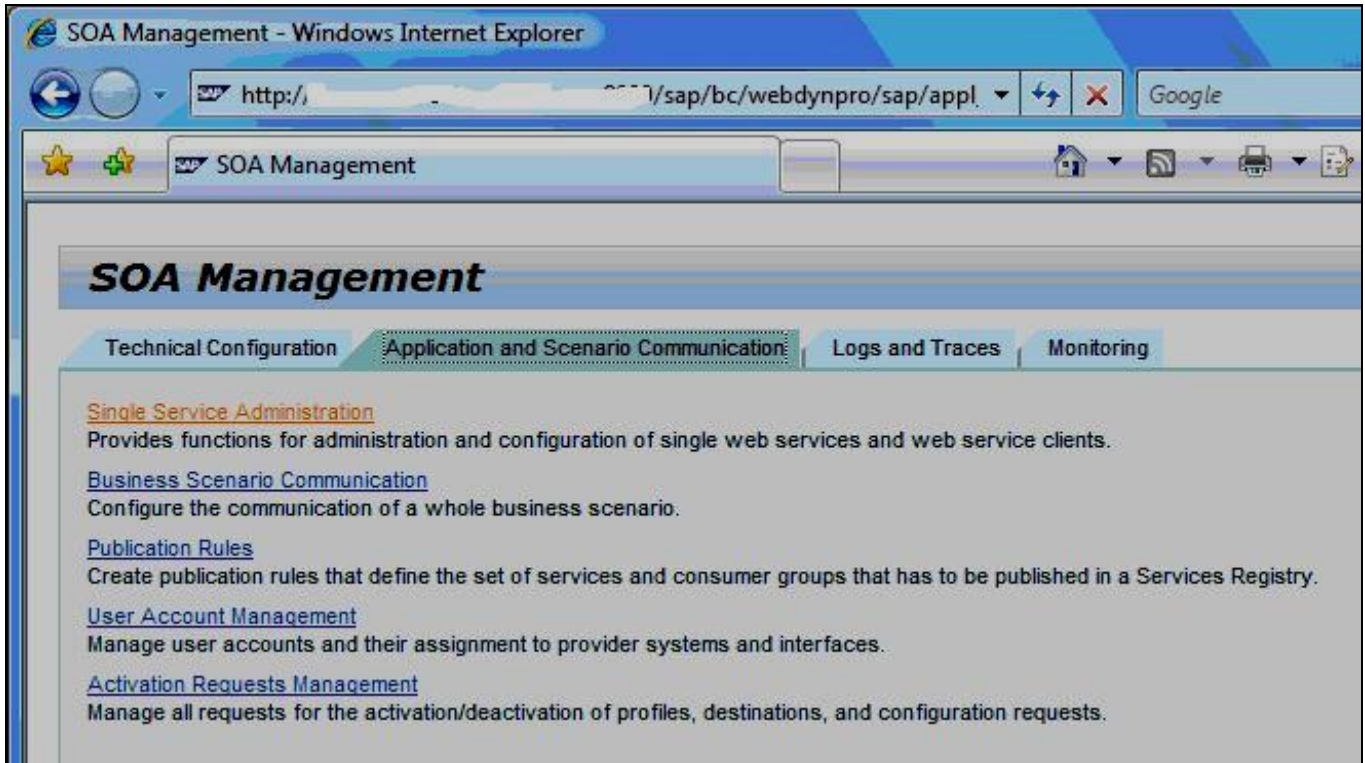 SOA Management - Windows Internet Explorer
http:/ /sap/bc/webdynpro/sap/appl Google
SOA Management
SOA Management
Technical Configuration Application and Scenario Communication Logs and Traces Monitoring
Single Service Administration
Provides functions for administration and configuration of single web services and web service clients.
Business Scenario Communication
Configure the communication of a whole business scenario.
Publication Rules
Create publication rules that define the set of services and consumer groups that has to be published in a Services Registry.
User Account Management
Manage user accounts and their assignment to provider systems and interfaces.
Activation Requests Management
Manage all requests for the activation/deactivation of profiles, destinations, and configuration requests.